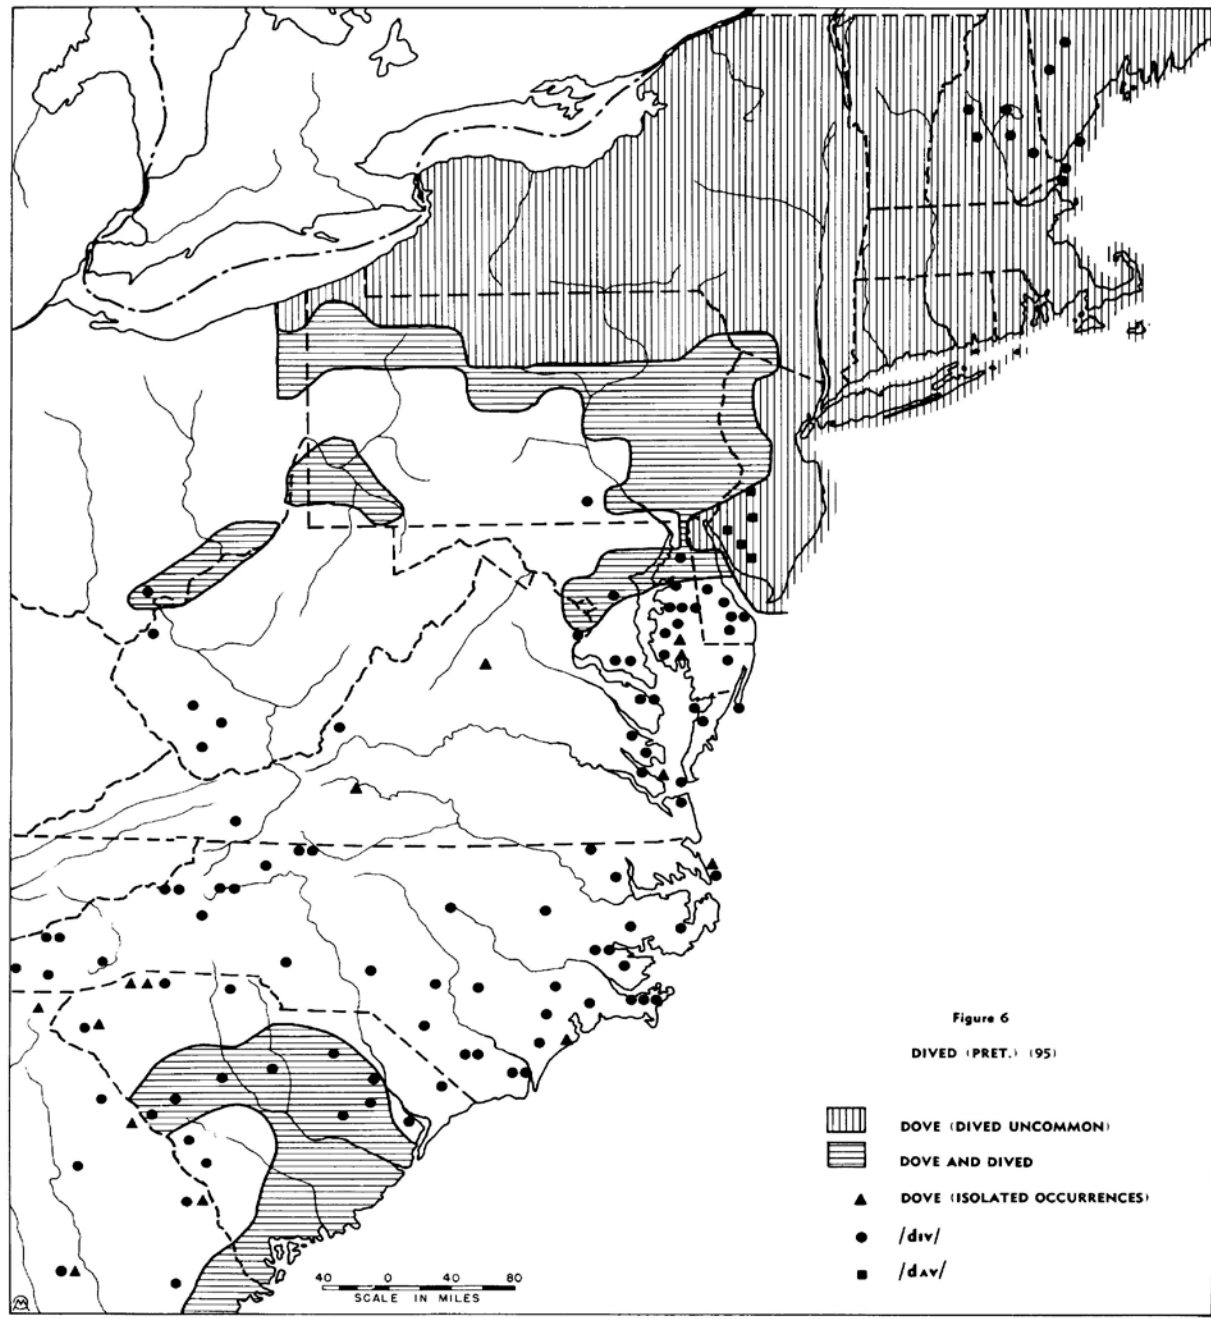 Figure 6
DIVED (PRET.) (95)
DOVE (DIVED UNCOMMON)
DOVE AND DIVED
DOVE (ISOLATED OCCURRENCES)
/dɪv/
/dʌv/
40 0 40 80
SCALE IN MILES